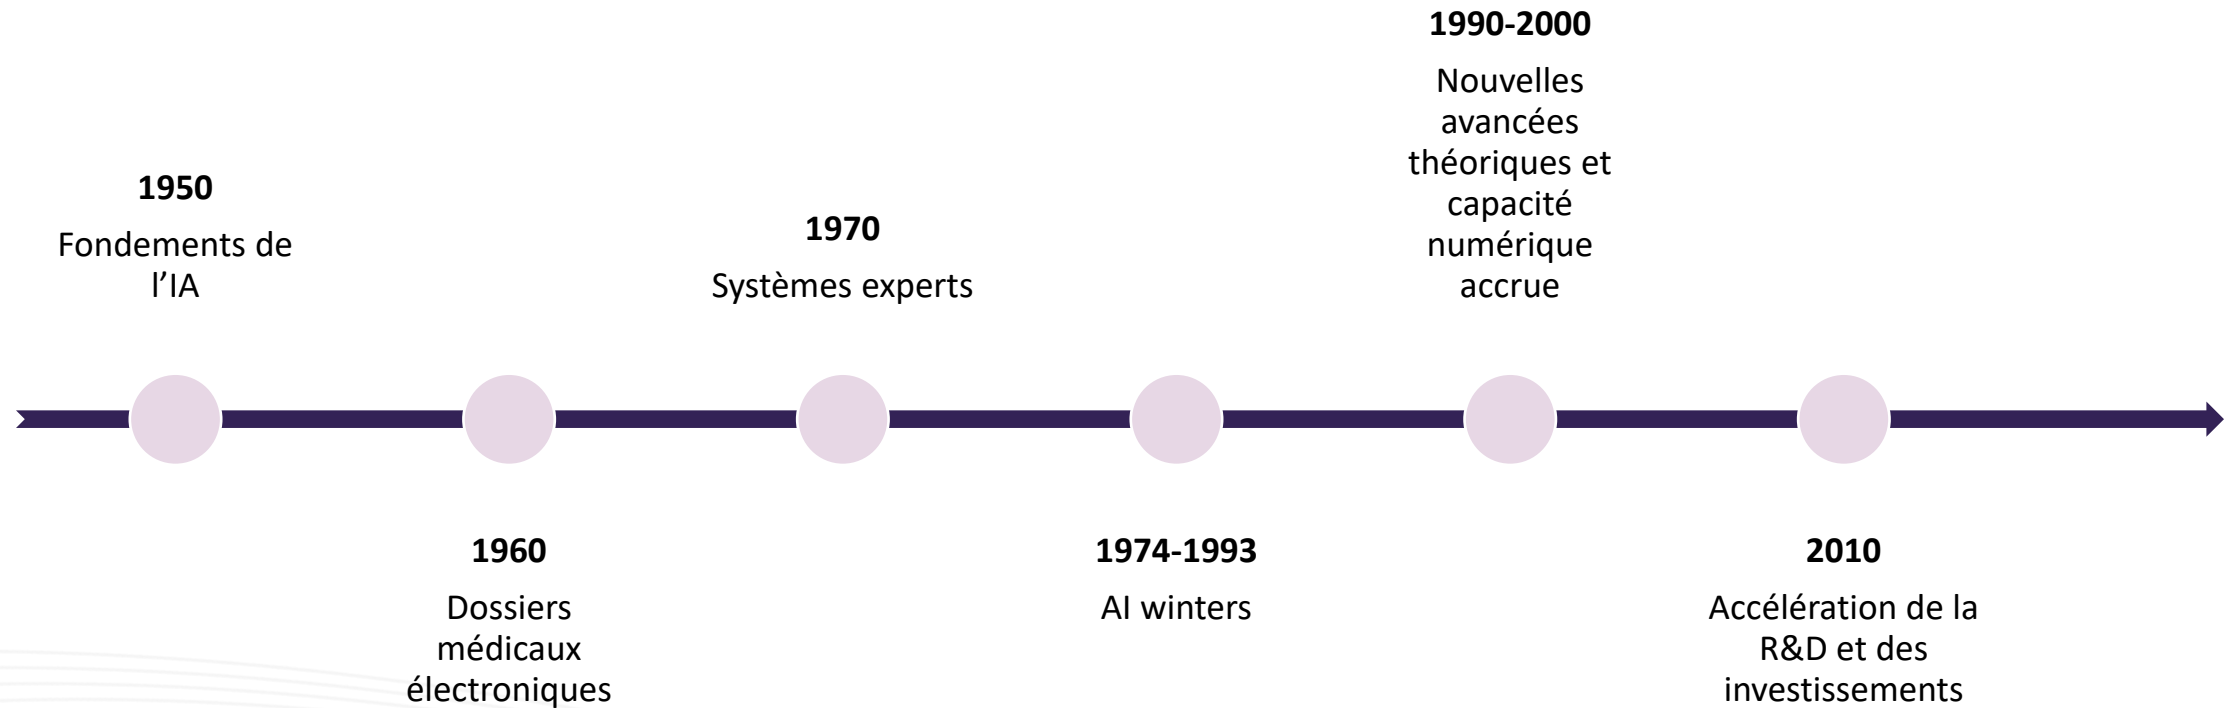 1950
Fondements de
l’IA
1960
Dossiers
médicaux
électroniques
1970
Systèmes experts
1974-1993
AI winters
1990-2000
Nouvelles
avancées
théoriques et
capacité
numérique
accrue
2010
Accélération de la
R&D et des
investissements